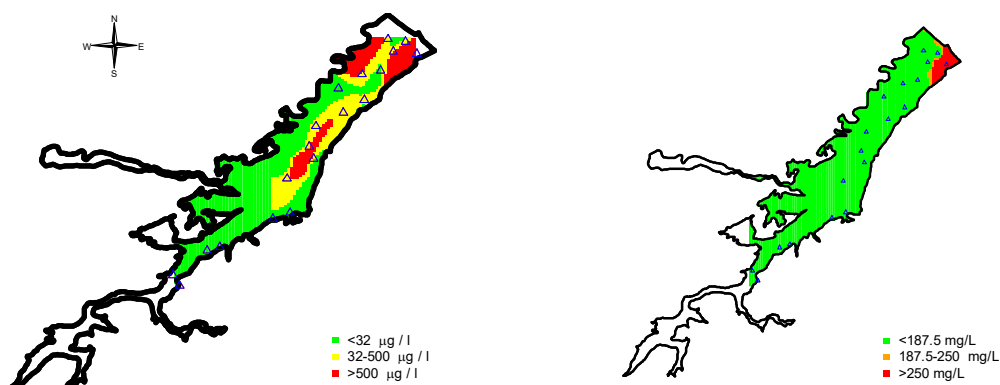 N
W E
S
<32 µg / l
32-500 µg / l
>500 µg / l
<187.5 mg/L
187.5-250 mg/L
>250 mg/L